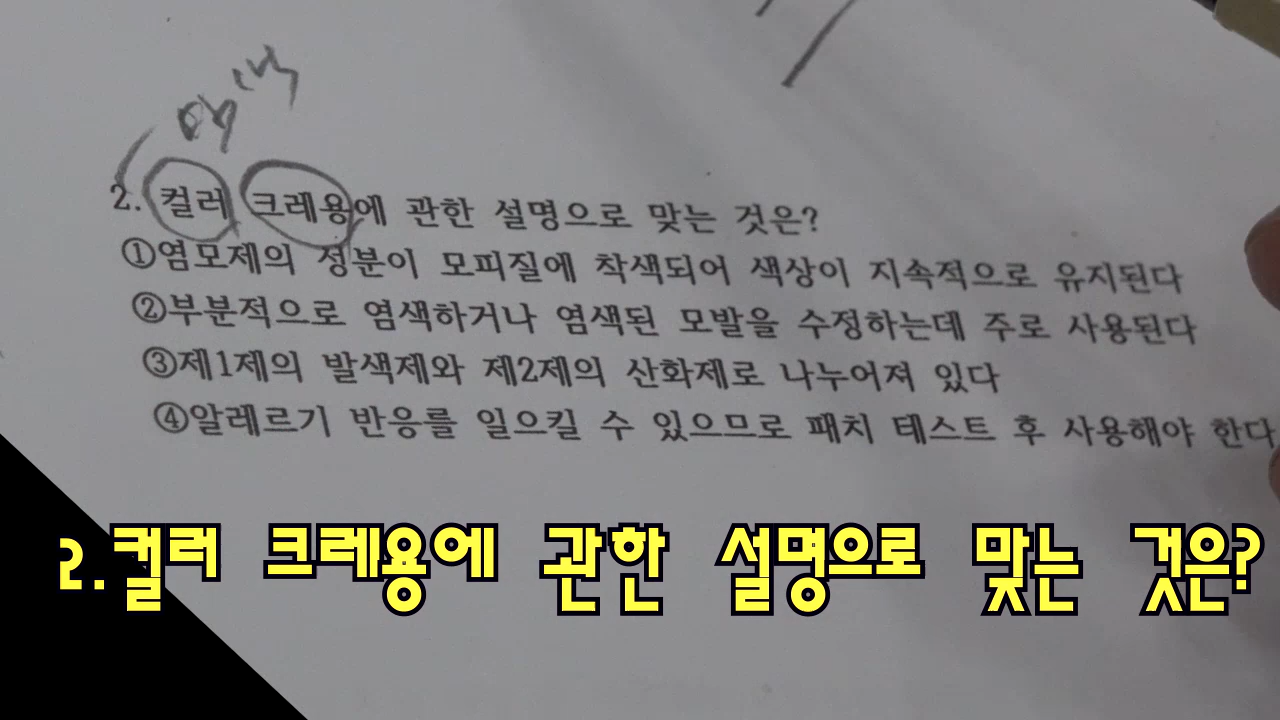 2. 컬러 크레용에 관한 설명으로 맞는 것은?
①염모제의 성분이 모피질에 착색되어 색상이 지속적으로 유지된다
②부분적으로 염색하거나 염색된 모발을 수정하는데 주로 사용된다
③제1제의 발색제와 제2제의 산화제로 나누어져 있다
④알레르기 반응를 일으킬 수 있으므로 패치 테스트 후 사용해야 한다
2.컬러 크레용에 관한 설명으로 맞는 것은?